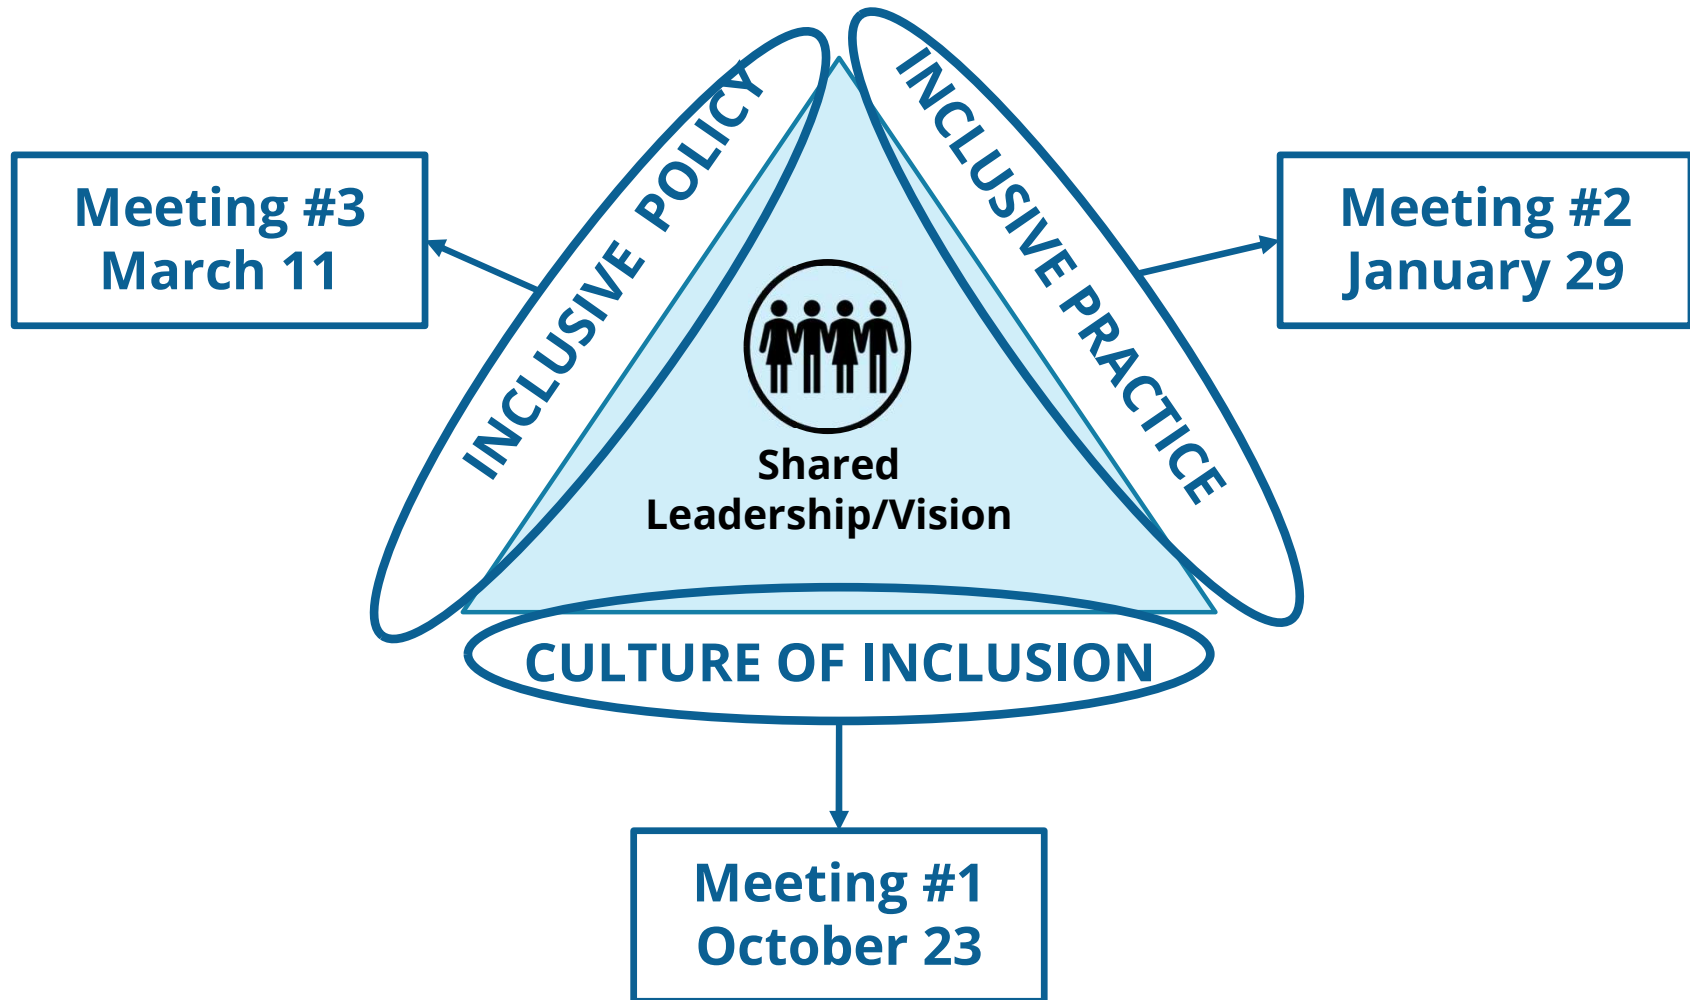 INCLUSIVE POLICY
INCLUSIVE PRACTICE
Meeting #3
March 11
Meeting #2
January 29
Shared
Leadership/Vision
CULTURE OF INCLUSION
Meeting #1
October 23